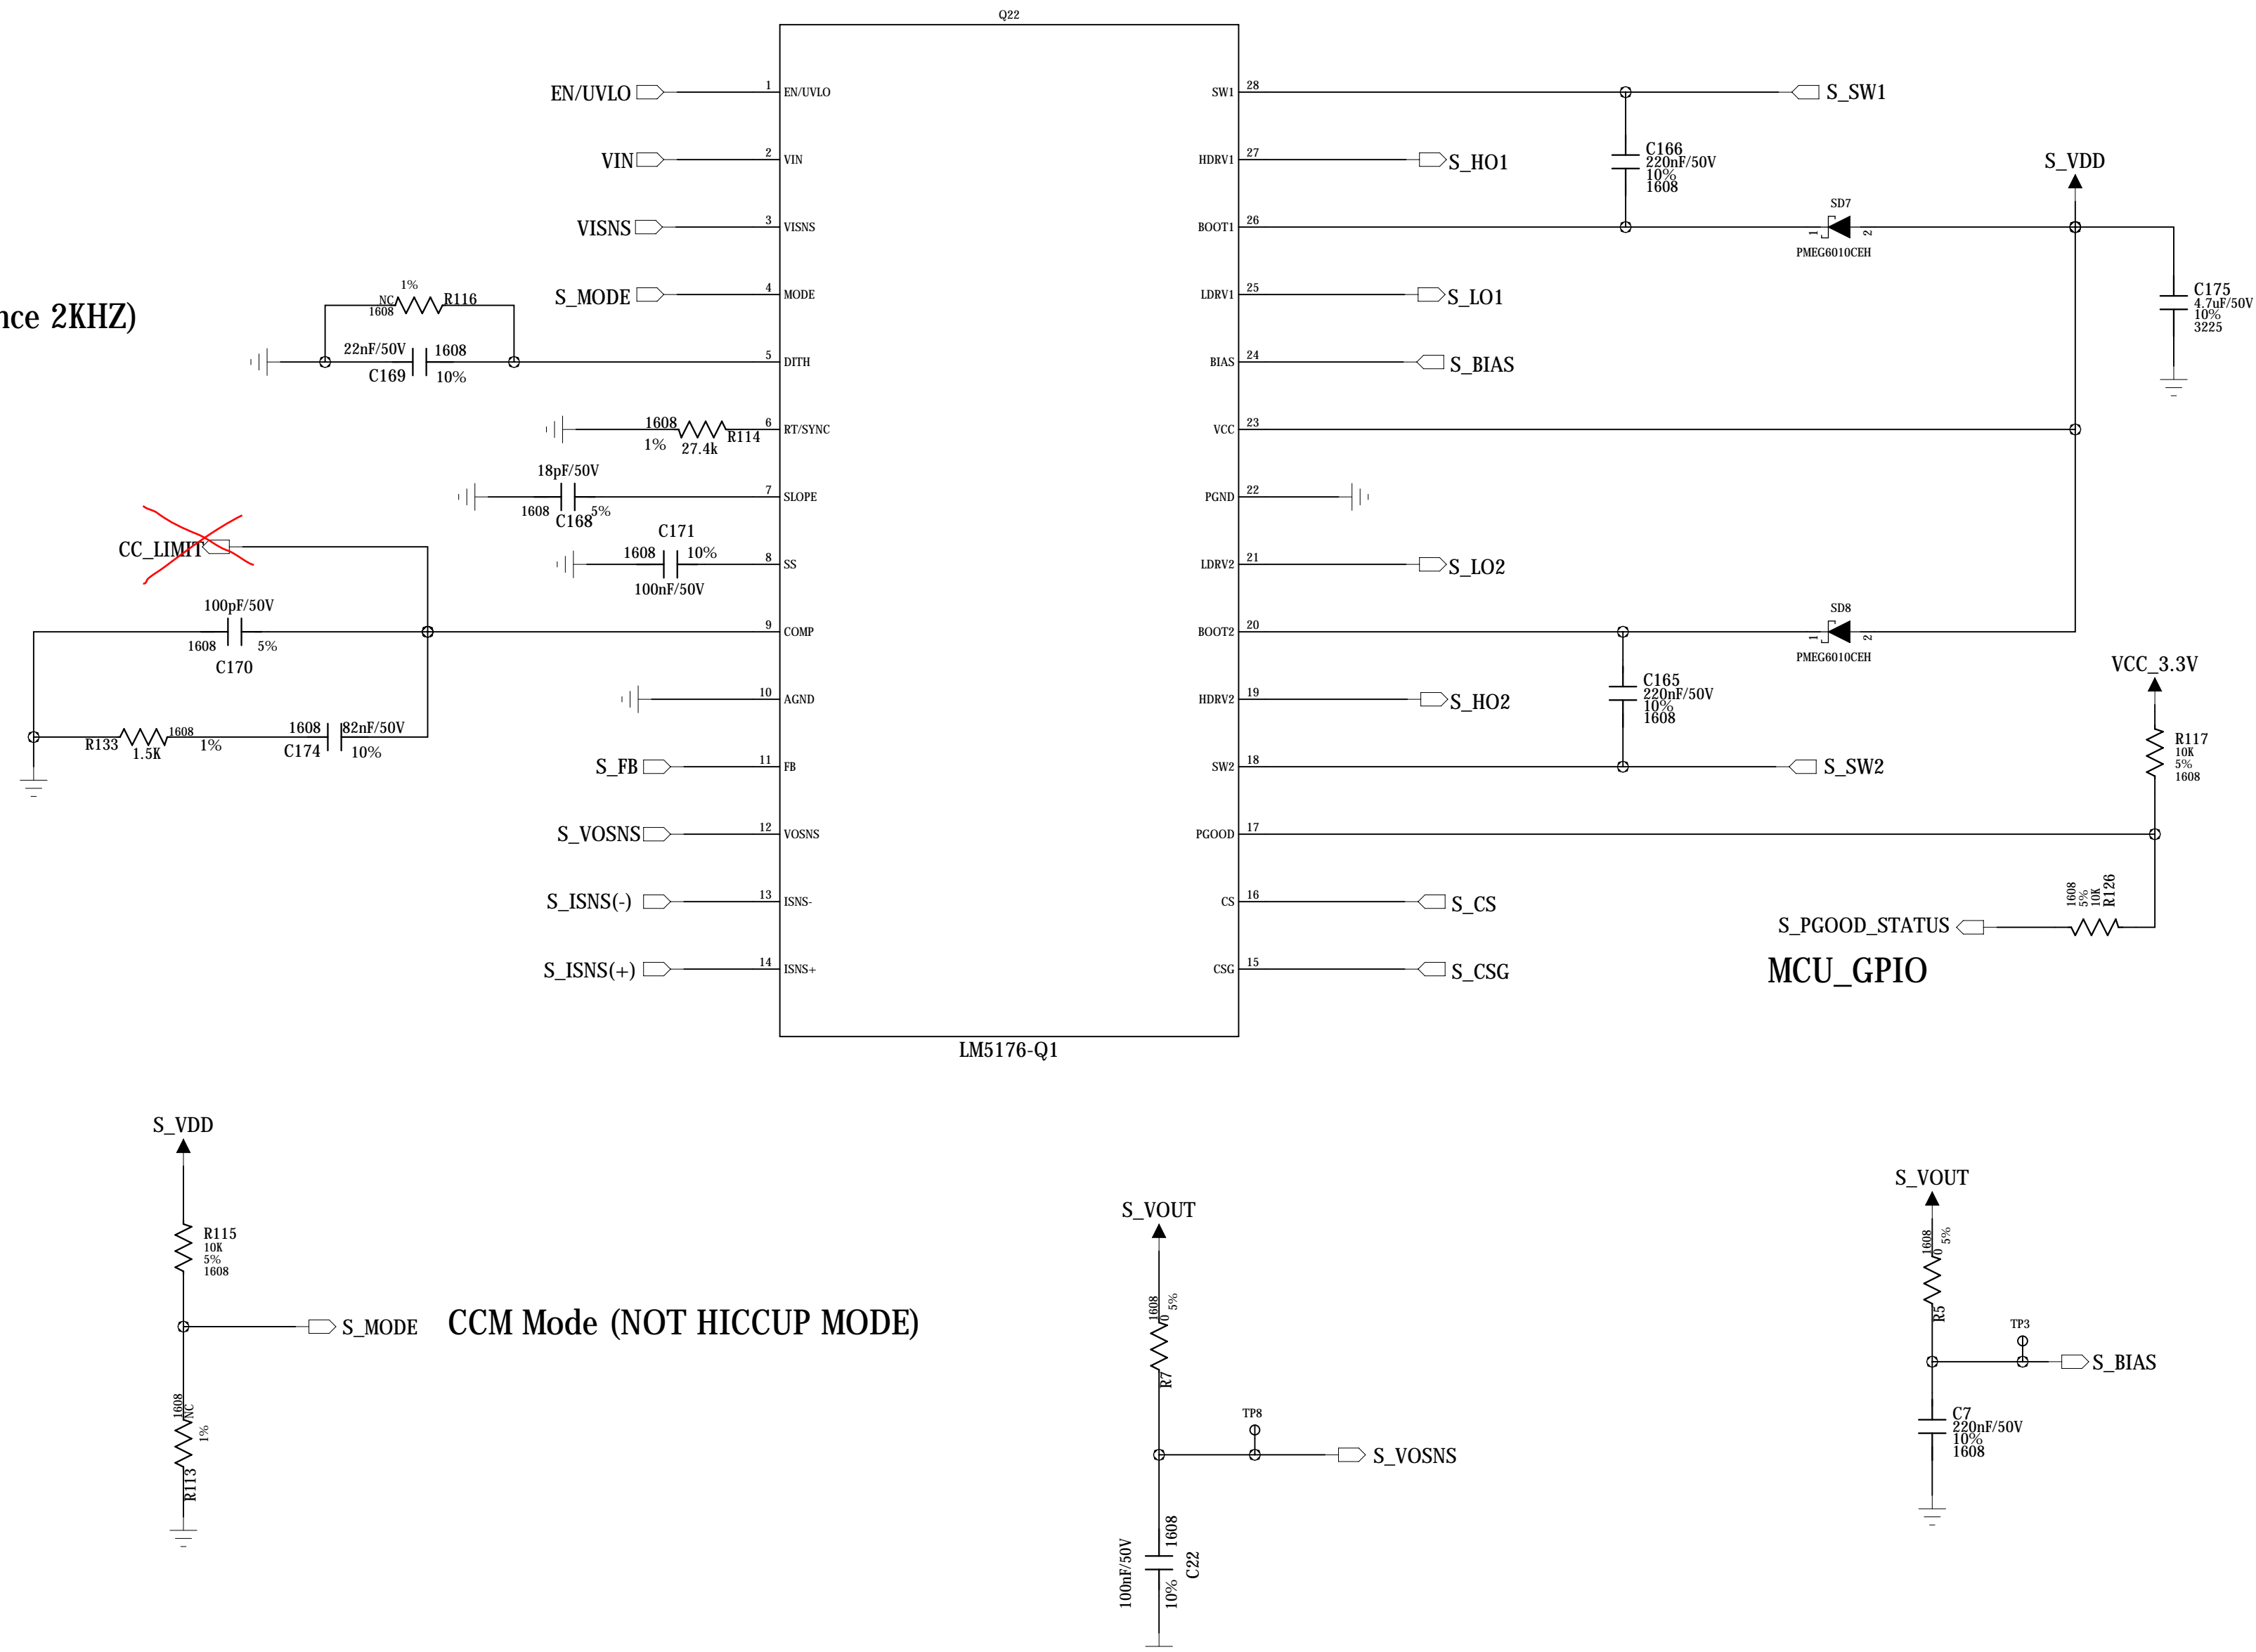 Q22
EN/UVLO
1
EN/UVLO
VIN
2
VIN
VISNS
3
VISNS
S_MODE
4
MODE
nce 2KHZ)
1%
NC
R116
1608
22nF/50V
1608
C169
10%
5
DITH
1608
1%
27.4k
R114
6
RT/SYNC
18pF/50V
1608
C168
5%
7
SLOPE
C171
1608
10%
100nF/50V
8
SS
CC_LIMIT
100pF/50V
1608
5%
C170
9
COMP
10
AGND
R133
1.5K
1608
1%
1608
82nF/50V
C174
10%
S_FB
11
FB
S_VOSNS
12
VOSNS
S_ISNS(-)
13
ISNS-
S_ISNS(+)
14
ISNS+
SW1
28
S_SW1
HDRV1
27
S_HO1
C166
220nF/50V
10%
1608
S_VDD
BOOT1
26
SD7
1
2
PMEG6010CEH
LDRV1
25
S_LO1
C175
4.7uF/50V
10%
3225
BIAS
24
S_BIAS
VCC
23
PGND
22
LDRV2
21
S_LO2
BOOT2
20
SD8
1
2
PMEG6010CEH
HDRV2
19
S_HO2
C165
220nF/50V
10%
1608
VCC_3.3V
R117
10K
5%
1608
SW2
18
S_SW2
PGOOD
17
1608
5%
10K
R126
CS
16
S_CS
S_PGOOD_STATUS
CSG
15
S_CSG
MCU_GPIO
LM5176-Q1
S_VDD
R115
10K
5%
1608
S_MODE
CCM Mode (NOT HICCUP MODE)
1608
NC
1%
R113
S_VOUT
1608
0
5%
R7
TP8
S_VOSNS
100nF/50V
1608
10%
C22
S_VOUT
1608
0
5%
R5
TP3
S_BIAS
C7
220nF/50V
10%
1608